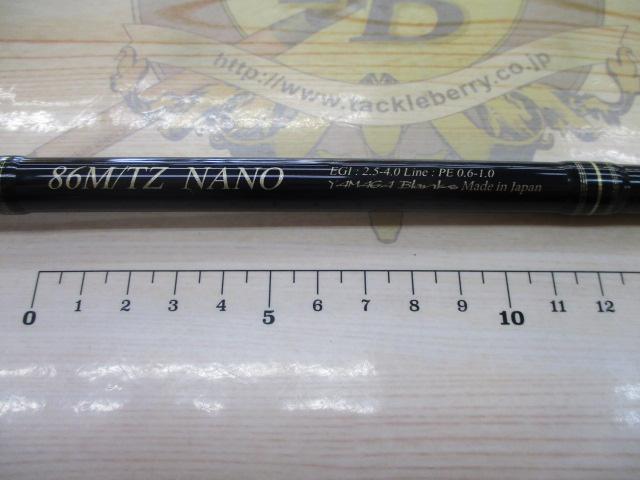 TB
http://www.tackleberry.co.jp
86M/TZ NANO
EGI : 2.5-4.0 Line : PE 0.6-1.0
YAMAGA Blanks Made in Japan
0 1 2 3 4 5 6 7 8 9 10 11 12